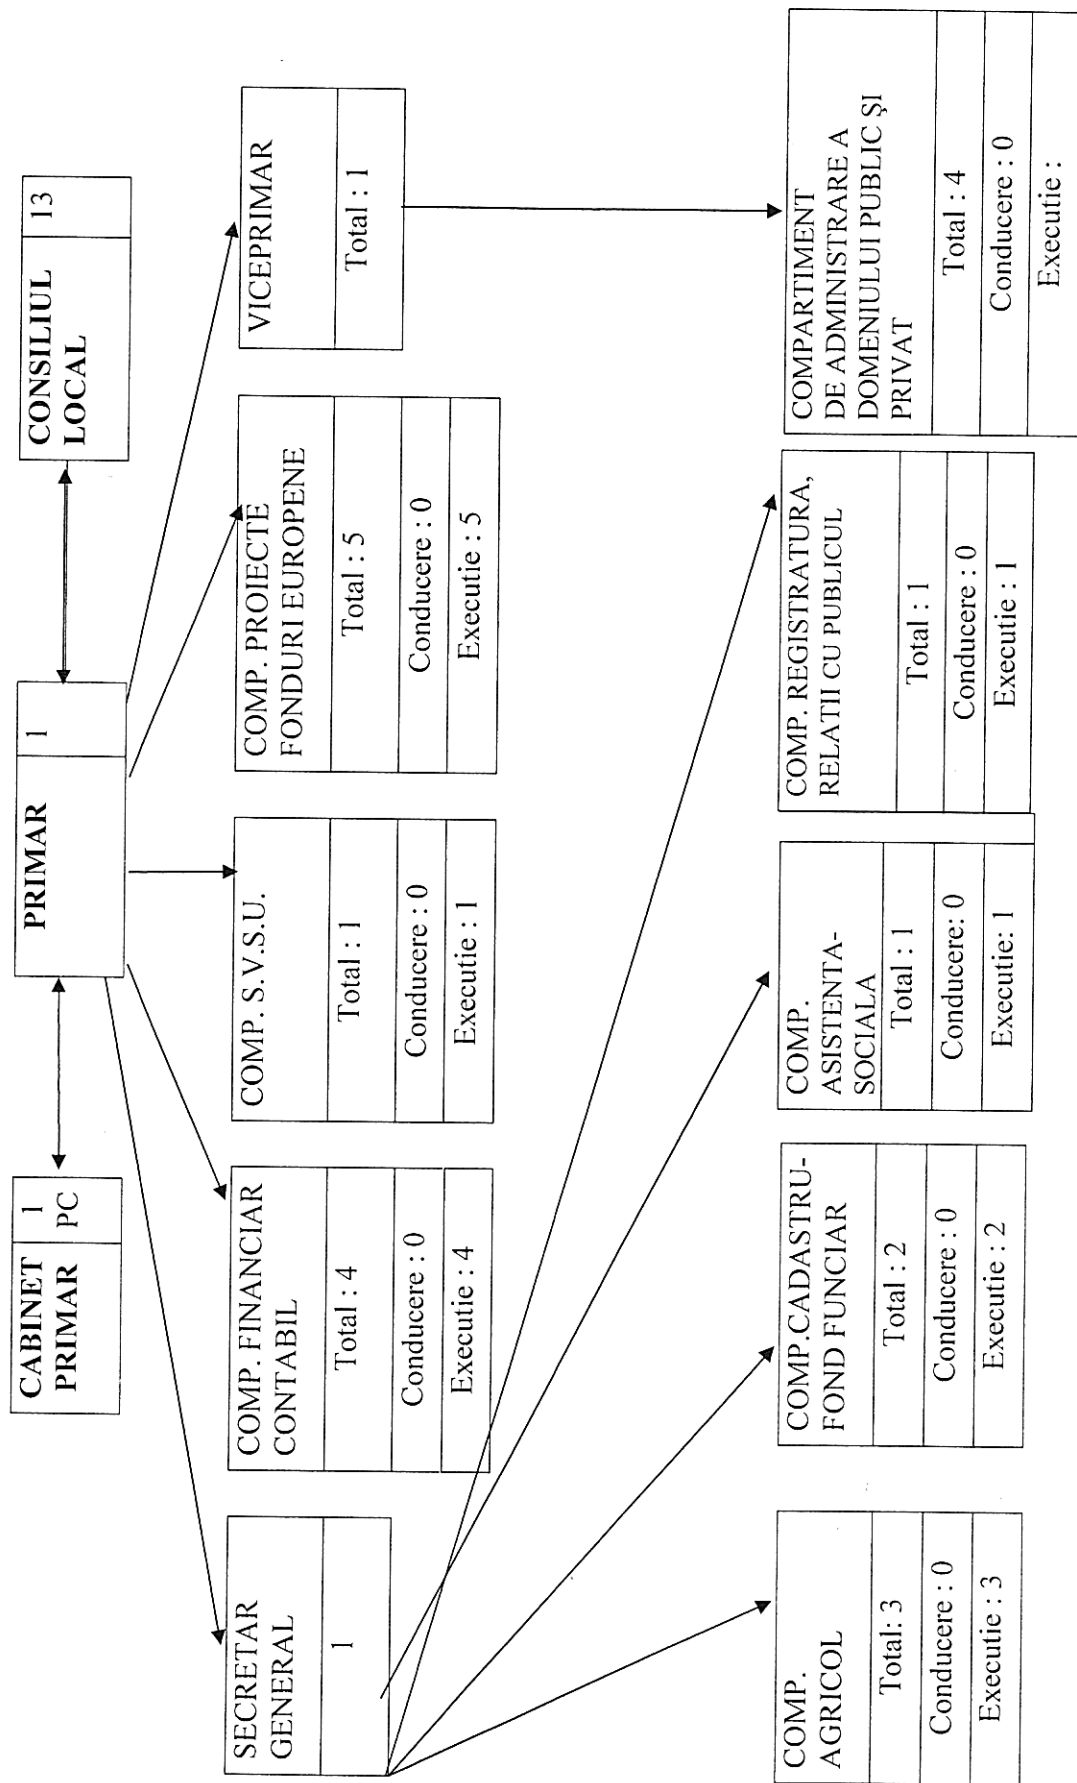 CABINET
PRIMAR
1
PC
PRIMAR
1
CONSILIUL
LOCAL
13
SECRETAR
GENERAL
1
COMP. FINANCIAR
CONTABIL
Total : 4
Conducere : 0
Executie : 4
COMP. S.V.S.U.
Total : 1
Conducere : 0
Executie : 1
COMP. PROIECTE
FONDURI EUROPENE
Total : 5
Conducere : 0
Executie : 5
VICEPRIMAR
Total : 1
COMP.
AGRICOL
Total: 3
Conducere : 0
Executie : 3
COMP.CADASTRU-
FOND FUNCIAR
Total : 2
Conducere : 0
Executie : 2
COMP.
ASISTENTA-
SOCIALA
Total : 1
Conducere: 0
Executie: 1
COMP. REGISTRATURA,
RELATII CU PUBLICUL
Total : 1
Conducere : 0
Executie : 1
COMPARTIMENT
DE ADMINISTRARE A
DOMENIULUI PUBLIC ŞI
PRIVAT
Total : 4
Conducere : 0
Executie :